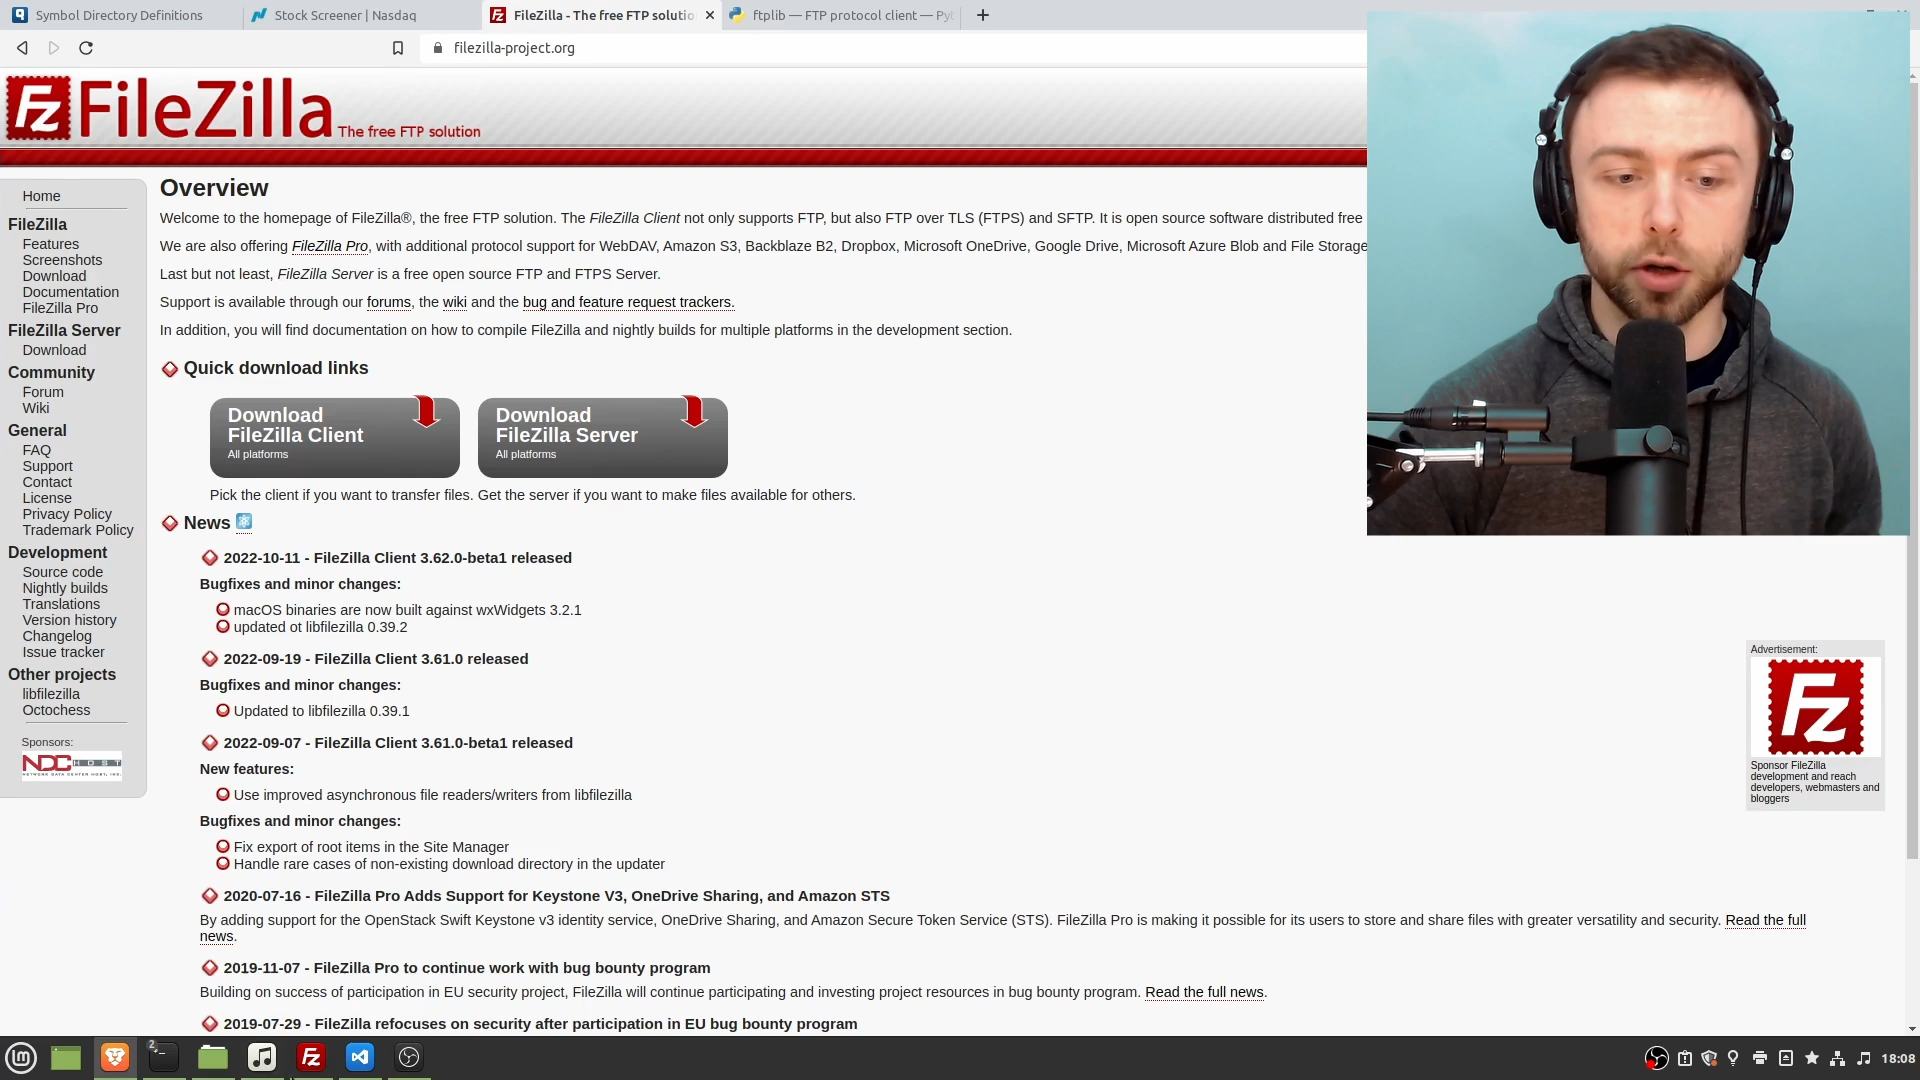 Symbol Directory Definitions
Stock Screener | Nasdaq
FileZilla - The free FTP solutio
ftplib — FTP protocol client — Pyt
filezilla-project.org
FileZilla The free FTP solution
Home
FileZilla
Features
Screenshots
Download
Documentation
FileZilla Pro
FileZilla Server
Download
Community
Forum
Wiki
General
FAQ
Support
Contact
License
Privacy Policy
Trademark Policy
Development
Source code
Nightly builds
Translations
Version history
Changelog
Issue tracker
Other projects
libfilezilla
Octochess
Sponsors:
NDC HOST
Overview
Welcome to the homepage of FileZilla®, the free FTP solution. The FileZilla Client not only supports FTP, but also FTP over TLS (FTPS) and SFTP. It is open source software distributed free
We are also offering FileZilla Pro, with additional protocol support for WebDAV, Amazon S3, Backblaze B2, Dropbox, Microsoft OneDrive, Google Drive, Microsoft Azure Blob and File Storage
Last but not least, FileZilla Server is a free open source FTP and FTPS Server.
Support is available through our forums, the wiki and the bug and feature request trackers.
In addition, you will find documentation on how to compile FileZilla and nightly builds for multiple platforms in the development section.
Quick download links
Download
FileZilla Client
All platforms
Download
FileZilla Server
All platforms
Pick the client if you want to transfer files. Get the server if you want to make files available for others.
News
2022-10-11 - FileZilla Client 3.62.0-beta1 released
Bugfixes and minor changes:
macOS binaries are now built against wxWidgets 3.2.1
updated ot libfilezilla 0.39.2
2022-09-19 - FileZilla Client 3.61.0 released
Bugfixes and minor changes:
Updated to libfilezilla 0.39.1
2022-09-07 - FileZilla Client 3.61.0-beta1 released
New features:
Use improved asynchronous file readers/writers from libfilezilla
Bugfixes and minor changes:
Fix export of root items in the Site Manager
Handle rare cases of non-existing download directory in the updater
2020-07-16 - FileZilla Pro Adds Support for Keystone V3, OneDrive Sharing, and Amazon STS
By adding support for the OpenStack Swift Keystone v3 identity service, OneDrive Sharing, and Amazon Secure Token Service (STS). FileZilla Pro is making it possible for its users to store and share files with greater versatility and security. Read the full
news.
2019-11-07 - FileZilla Pro to continue work with bug bounty program
Building on success of participation in EU security project, FileZilla will continue participating and investing project resources in bug bounty program. Read the full news.
2019-07-29 - FileZilla refocuses on security after participation in EU bug bounty program
Advertisement:
Fz
Sponsor FileZilla
development and reach
developers, webmasters and
bloggers
2
18:08